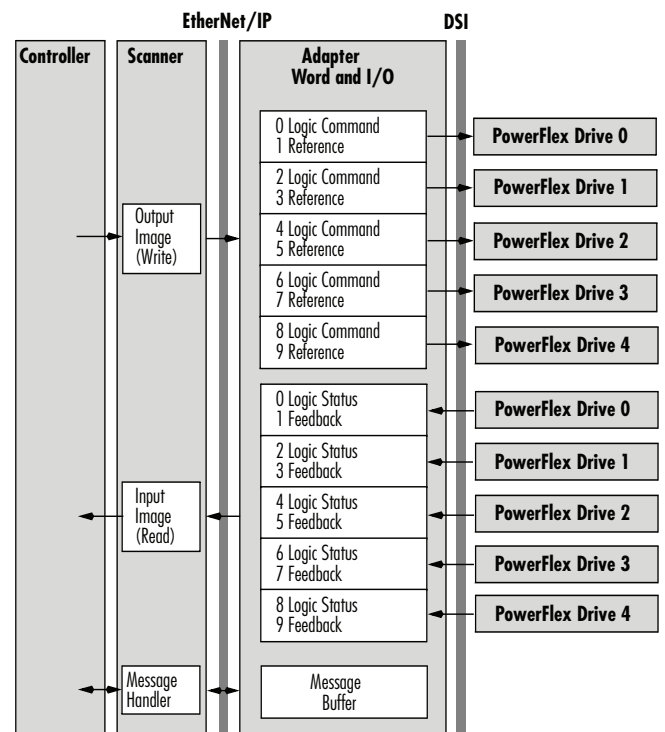 EtherNet/IP
DSI
Controller
Scanner
Adapter
Word and I/O
0 Logic Command
1 Reference
PowerFlex Drive 0
2 Logic Command
3 Reference
PowerFlex Drive 1
Output
Image
(Write)
4 Logic Command
5 Reference
PowerFlex Drive 2
6 Logic Command
7 Reference
PowerFlex Drive 3
8 Logic Command
9 Reference
PowerFlex Drive 4
0 Logic Status
1 Feedback
PowerFlex Drive 0
2 Logic Status
3 Feedback
PowerFlex Drive 1
Input
Image
(Read)
4 Logic Status
5 Feedback
PowerFlex Drive 2
6 Logic Status
7 Feedback
PowerFlex Drive 3
8 Logic Status
9 Feedback
PowerFlex Drive 4
Message
Handler
Message
Buffer